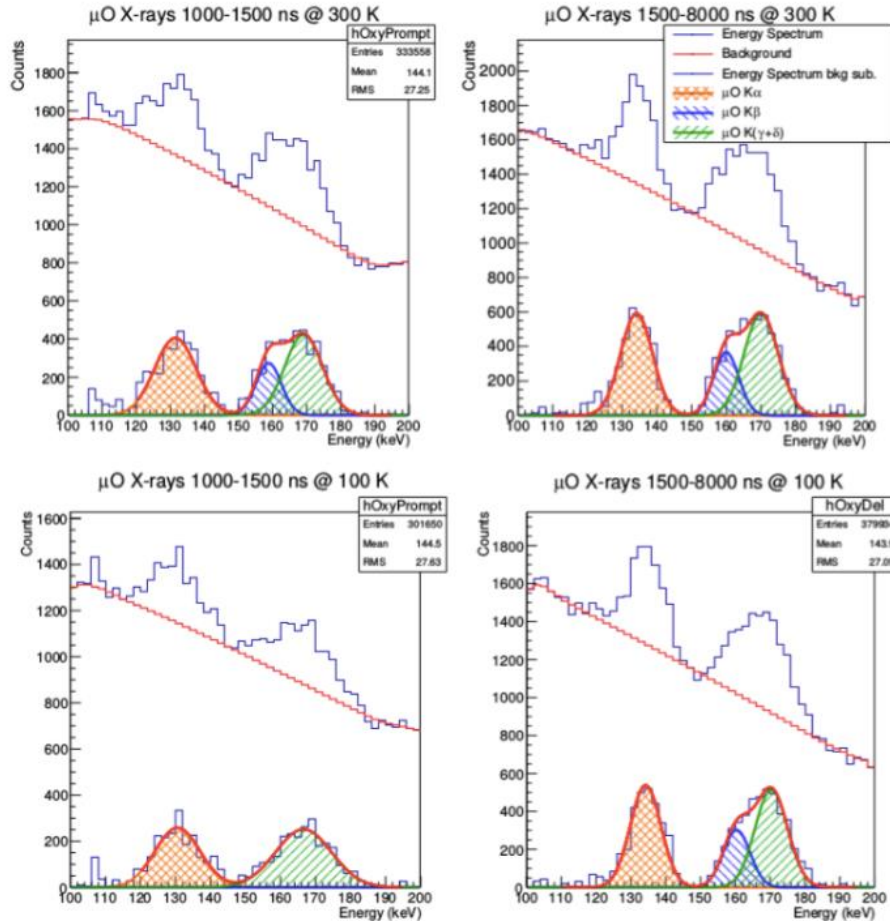 μO X-rays 1000-1500 ns @ 300 K
hOxyPrompt
Entries 333558
Mean 144.1
RMS 27.25
Counts
1800
1600
1400
1200
1000
800
600
400
200
0
100 110 120 130 140 150 160 170 180 190 200
Energy (keV)
μO X-rays 1500-8000 ns @ 300 K
Energy Spectrum
Background
Energy Spectrum bkg sub.
μO Kα
μO Kβ
μO K(γ+δ)
Counts
2000
1800
1600
1400
1200
1000
800
600
400
200
0
100 110 120 130 140 150 160 170 180 190 200
Energy (keV)
μO X-rays 1000-1500 ns @ 100 K
hOxyPrompt
Entries 301650
Mean 144.5
RMS 27.63
Counts
1600
1400
1200
1000
800
600
400
200
0
100 110 120 130 140 150 160 170 180 190 200
Energy (keV)
μO X-rays 1500-8000 ns @ 100 K
hOxyDel
Entries
Mean
RMS
Counts
1800
1600
1400
1200
1000
800
600
400
200
0
100 110 120 130 140 150 160 170 180 190 200
Energy (keV)